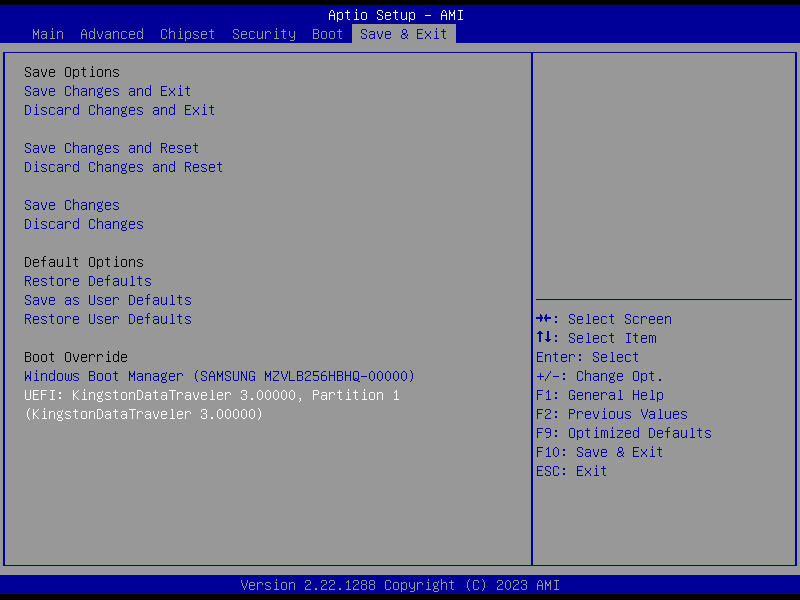 Aptio Setup - AMI
Main Advanced Chipset Security Boot Save & Exit
Save Options
Save Changes and Exit
Discard Changes and Exit
Save Changes and Reset
Discard Changes and Reset
Save Changes
Discard Changes
Default Options
Restore Defaults
Save as User Defaults
Restore User Defaults
Boot Override
Windows Boot Manager (SAMSUNG MZVLB256HBHQ-00000)
UEFI: KingstonDataTraveler 3.00000, Partition 1
(KingstonDataTraveler 3.00000)
→←: Select Screen
↑↓: Select Item
Enter: Select
+/-: Change Opt.
F1: General Help
F2: Previous Values
F9: Optimized Defaults
F10: Save & Exit
ESC: Exit
Version 2.22.1288 Copyright (C) 2023 AMI